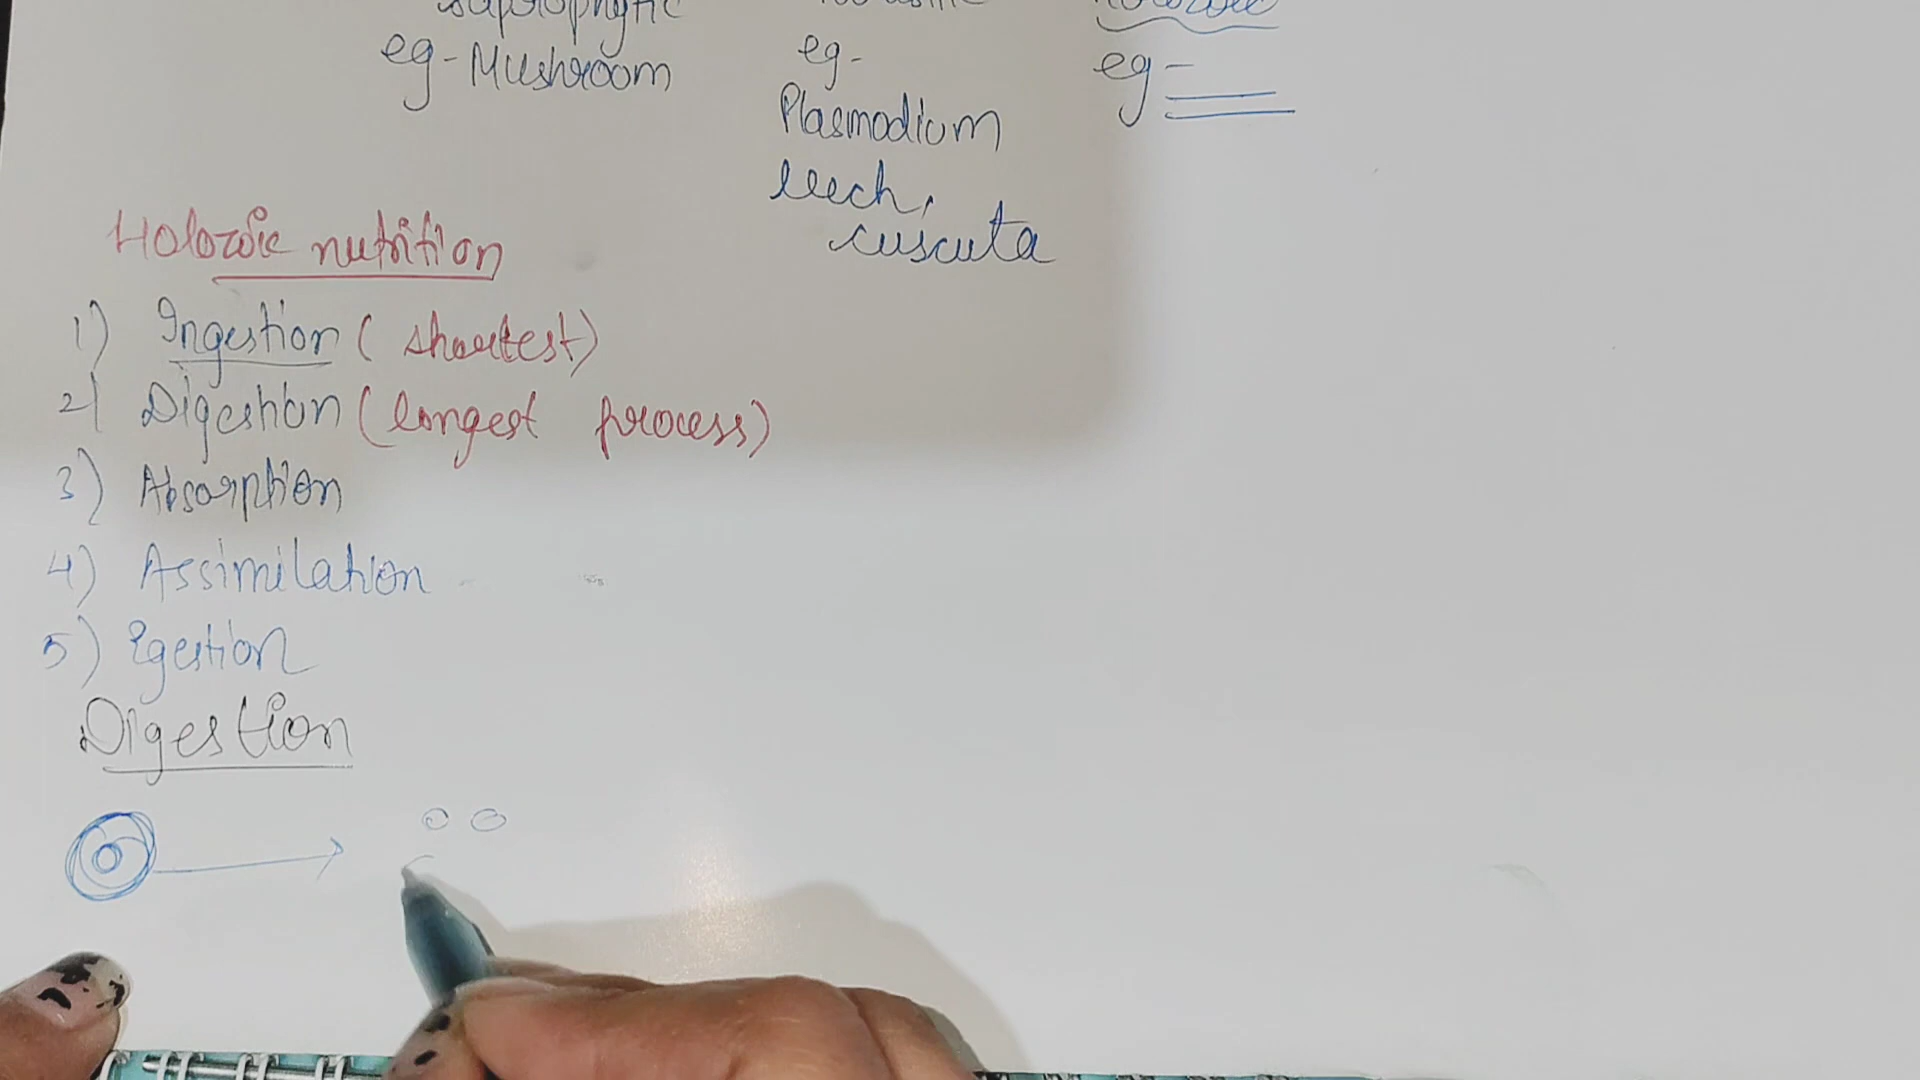 eg- Mushroom
eg-
eg-
Plasmodium
leech,
cuscuta
Holozoic nutrition
1) Ingestion (shortest)
2) Digestion (longest process)
3) Absorption
4) Assimilation
5) Egestion
Digestion